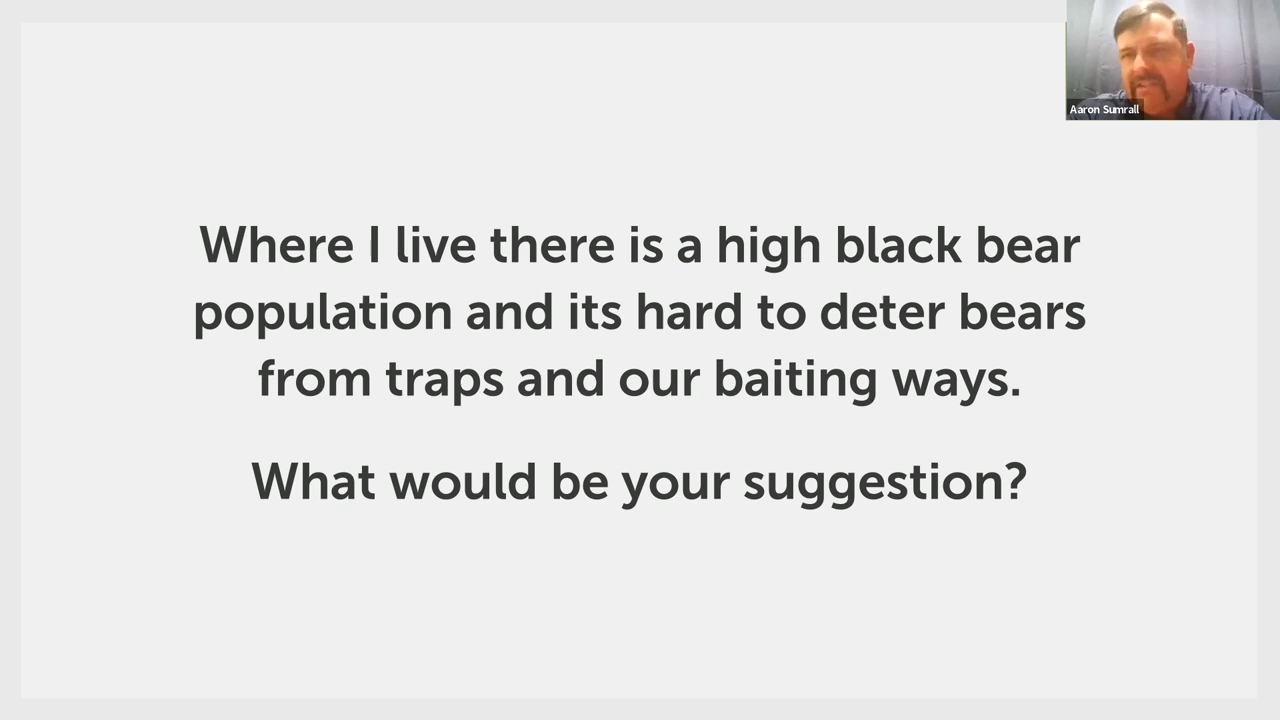 Aaron Sumrall
Where I live there is a high black bear
population and its hard to deter bears
from traps and our baiting ways.
What would be your suggestion?